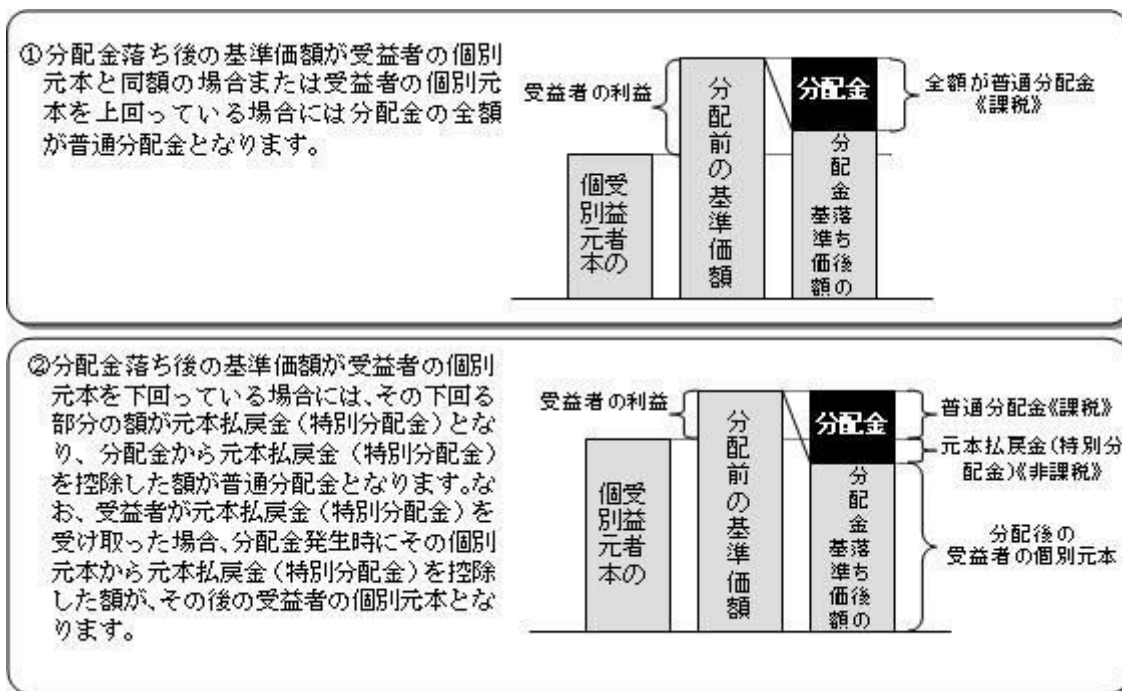 ①分配金落ち後の基準価額が受益者の個別
元本と同額の場合または受益者の個別元
本を上回っている場合には分配金の全額
が普通分配金となります。
受益者の利益
受益者の
個別元本
分配前の基準価額
分配金
分配金落ち後の
基準価額
全額が普通分配金
《課税》
②分配金落ち後の基準価額が受益者の個別
元本を下回っている場合には、その下回る
部分の額が元本払戻金（特別分配金）とな
り、分配金から元本払戻金（特別分配金）
を控除した額が普通分配金となります。な
お、受益者が元本払戻金（特別分配金）を
受け取った場合、分配金発生時にその個別
元本から元本払戻金（特別分配金）を控除
した額が、その後の受益者の個別元本とな
ります。
受益者の利益
受益者の
個別元本
分配前の基準価額
分配金
分配金落ち後の
基準価額
普通分配金《課税》
元本払戻金（特別分
配金）《非課税》
分配後の
受益者の個別元本